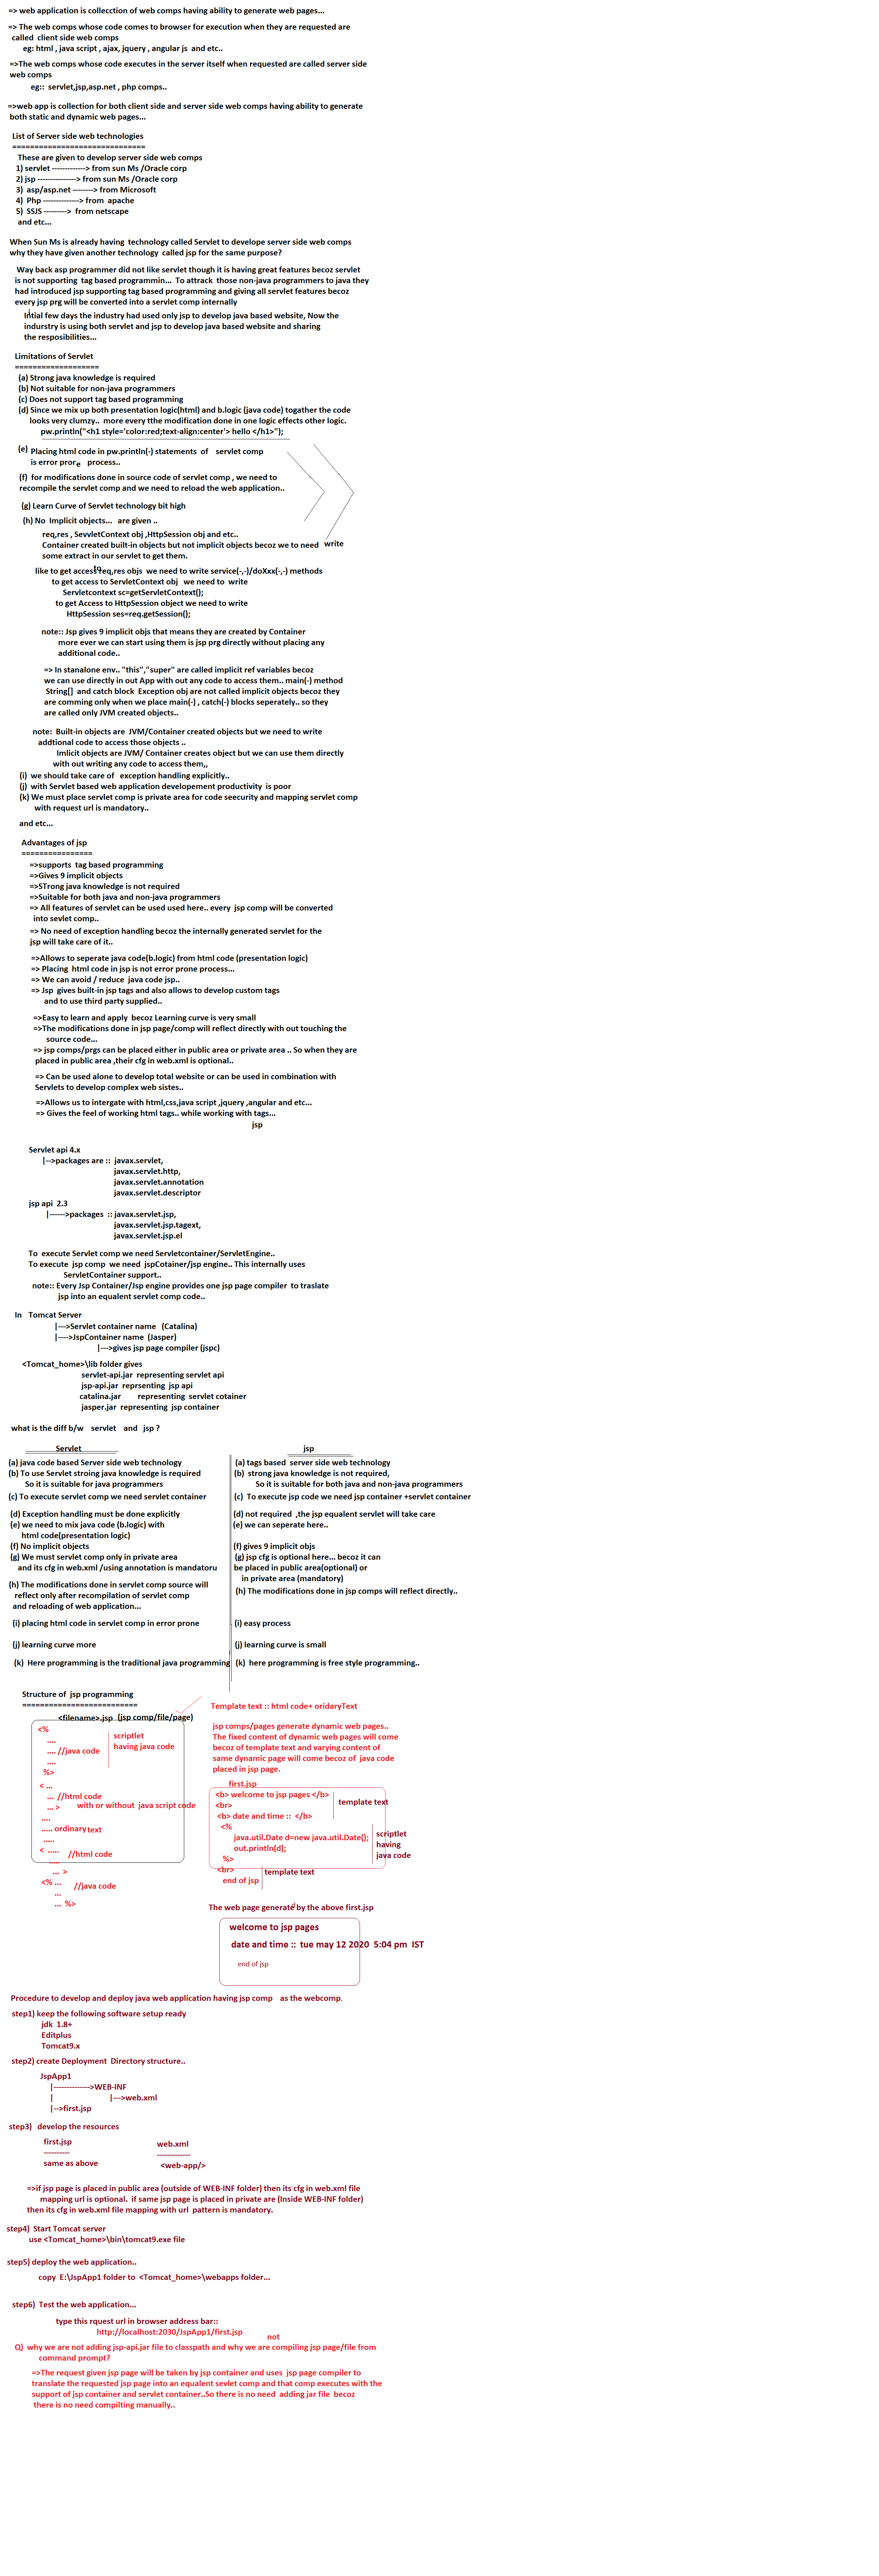 => web application is collecction of web comps having ability to generate web pages...
=> The web comps whose code comes to browser for execution when they are requested are
called  client side web comps
eg: html , java script , ajax, jquery , angular js  and etc..
=>The web comps whose code executes in the server itself when requested are called server side
web comps
eg::  servlet,jsp,asp.net , php comps..
=>web app is collection for both client side and server side web comps having ability to generate
both static and dynamic web pages...
List of Server side web technologies
==============================
These are given to develop server side web comps
1) servlet -------------> from sun Ms /Oracle corp
2) jsp ---------------> from sun Ms /Oracle corp
3)  asp/asp.net --------> from Microsoft
4)  Php --------------> from  apache
5)  SSJS --------->  from netscape
and etc...
When Sun Ms is already having  technology called Servlet to develope server side web comps
why they have given another technology  called jsp for the same purpose?
Way back asp programmer did not like servlet though it is having great features becoz servlet
is not supporting  tag based programmin...  To attrack  those non-java programmers to java they
had introduced jsp supporting tag based programming and giving all servlet features becoz
every jsp prg will be converted into a servlet comp internally
Intial few days the industry had used only jsp to develop java based website, Now the
indurstry is using both servlet and jsp to develop java based website and sharing
the resposibilities...
Limitations of Servlet
===================
(a) Strong java knowledge is required
(b) Not suitable for non-java programmers
(c) Does not support tag based programming
(d) Since we mix up both presentation logic(html) and b.logic (java code) togather the code
looks very clumzy..  more every tthe modification done in one logic effects other logic.
pw.println("<h1 style='color:red;text-align:center'> hello </h1>");
(e)  Placing html code in pw.println(-) statements  of   servlet comp
is error prore   process..
(f)  for modifications done in source code of servlet comp , we need to
recompile the servlet comp and we need to reload the web application..
(g) Learn Curve of Servlet technology bit high
(h) No  Implicit objects...   are given ..
req,res , SevvletContext obj ,HttpSession obj and etc..
Container created built-in objects but not implicit objects becoz we to need  write
some extract in our servlet to get them.
like to get access to req,res objs  we need to write service(-,-)/doXxx(-,-) methods
to get access to ServletContext obj   we need to  write
Servletcontext sc=getServletContext();
to get Access to HttpSession object we need to write
HttpSession ses=req.getSession();
note:: Jsp gives 9 implicit objs that means they are created by Container
more ever we can start using them is jsp prg directly without placing any
additional code..
=> In stanalone env.. "this","super" are called implicit ref variables becoz
we can use directly in out App with out any code to access them.. main(-) method
String[]  and catch block  Exception obj are not called implicit objects becoz they
are comming only when we place main(-) , catch(-) blocks seperately.. so they
are called only JVM created objects..
note:  Built-in objects are  JVM/Container created objects but we need to write
addtional code to access those objects ..
Imlicit objects are JVM/ Container creates object but we can use them directly
with out writing any code to access them,,
(i)  we should take care of   exception handling explicitly..
(j)  with Servlet based web application developement productivity  is poor
(k) We must place servlet comp is private area for code seecurity and mapping servlet comp
with request url is mandatory..
and etc...
Advantages of jsp
================
=>supports  tag based programming
=>Gives 9 implicit objects
=>STrong java knowledge is not required
=>Suitable for both java and non-java programmers
=> All features of servlet can be used used here.. every  jsp comp will be converted
into sevlet comp..
=> No need of exception handling becoz the internally generated servlet for the
jsp will take care of it..
=>Allows to seperate java code(b.logic) from html code (presentation logic)
=> Placing  html code in jsp is not error prone process...
=> We can avoid / reduce  java code jsp..
=> Jsp  gives built-in jsp tags and also allows to develop custom tags
and to use third party supplied..
=>Easy to learn and apply  becoz Learning curve is very small
=>The modifications done in jsp page/comp will reflect directly with out touching the
source code...
=> jsp comps/prgs can be placed either in public area or private area .. So when they are
placed in public area ,their cfg in web.xml is optional..
=> Can be used alone to develop total website or can be used in combination with
Servlets to develop complex web sistes..
=>Allows us to intergate with html,css,java script ,jquery ,angular and etc...
=> Gives the feel of working html tags.. while working with tags...
jsp
Servlet api 4.x
|-->packages are ::  javax.servlet,
javax.servlet.http,
javax.servlet.annotation
javax.servlet.descriptor
jsp api  2.3
|------>packages  :: javax.servlet.jsp,
javax.servlet.jsp.tagext,
javax.servlet.jsp.el
To  execute Servlet comp we need Servletcontainer/ServletEngine..
To execute  jsp comp  we need  jspCotainer/jsp engine.. This internally uses
ServletContainer support..
note:: Every Jsp Container/Jsp engine provides one jsp page compiler  to traslate
jsp into an equalent servlet comp code..
In   Tomcat Server
|--->Servlet container name   (Catalina)
|---->JspContainer name  (Jasper)
|--->gives jsp page compiler (jspc)
<Tomcat_home>\lib folder gives
servlet-api.jar  representing servlet api
jsp-api.jar  reprsenting  jsp api
catalina.jar        representing  servlet cotainer
jasper.jar  representing  jsp container
what is the diff b/w    servlet    and   jsp ?
Servlet
(a) java code based Server side web technology
(b) To use Servlet stroing java knowledge is required
So it is suitable for java programmers
(c) To execute servlet comp we need servlet container
(d) Exception handling must be done explicitly
(e) we need to mix java code (b.logic) with
html code(presentation logic)
(f) No implicit objects
(g) We must servlet comp only in private area
and its cfg in web.xml /using annotation is mandatoru
(h) The modifications done in servlet comp source will
reflect only after recompilation of servlet comp
and reloading of web application...
(i) placing html code in servlet comp in error prone
(j) learning curve more
(k)  Here programming is the traditional java programming
jsp
(a) tags based  server side web technology
(b)  strong java knowledge is not required,
So it is suitable for both java and non-java programmers
(c)  To execute jsp code we need jsp container +servlet container
(d) not required  ,the jsp equalent servlet will take care
(e) we can seperate here..
(f) gives 9 implicit objs
(g) jsp cfg is optional here... becoz it can
be placed in public area(optional) or
in private area (mandatory)
(h) The modifications done in jsp comps will reflect directly..
(i) easy process
(j) learning curve is small
(k)  here programming is free style programming..
Structure of  jsp programming
==========================
<filename>.jsp  (jsp comp/file/page)
<%
....
.... //java code
....
%>
scriptlet
having java code
< ...
...  //html code
... >
with or without  java script code
....
..... ordinary text
.....
<  .....
//html code
.....
...  >
<% ...
//java code
...
...  %>
Template text :: html code+ oridaryText
jsp comps/pages generate dynamic web pages..
The fixed content of dynamic web pages will come
becoz of template text and varying content of
same dynamic page will come becoz of  java code
placed in jsp page.
first.jsp
<b> welcome to jsp pages </b>
<br>
<b> date and time ::  </b>
template text
<%
java.util.Date d=new java.util.Date();
out.println(d);
%>
scriptlet
having
java code
<br>
end of jsp
template text
The web page generated by the above first.jsp
welcome to jsp pages
date and time ::  tue may 12 2020  5:04 pm  IST
end of jsp
Procedure to develop and deploy java web application having jsp comp    as the webcomp.
step1) keep the following software setup ready
jdk  1.8+
Editplus
Tomcat9.x
step2) create Deployment  Directory structure..
JspApp1
|-------------->WEB-INF
|                              |--->web.xml
|-->first.jsp
step3)   develop the resources
first.jsp
----------
same as above
web.xml
-------------
<web-app/>
=>if jsp page is placed in public area (outside of WEB-INF folder) then its cfg in web.xml file
mapping url is optional.  if same jsp page is placed in private are (Inside WEB-INF folder)
then its cfg in web.xml file mapping with url  pattern is mandatory.
step4)  Start Tomcat server
use <Tomcat_home>\bin\tomcat9.exe file
step5) deploy the web application..
copy  E:\JspApp1 folder to  <Tomcat_home>\webapps folder...
step6)  Test the web application...
type this rquest url in browser address bar::
http://localhost:2030/JspApp1/first.jsp
not
Q)  why we are not adding jsp-api.jar file to classpath and why we are compiling jsp page/file from
command prompt?
=>The request given jsp page will be taken by jsp container and uses  jsp page compiler to
translate the requested jsp page into an equalent sevlet comp and that comp executes with the
support of jsp container and servlet container..So there is no need  adding jar file  becoz
there is no need compilting manually..